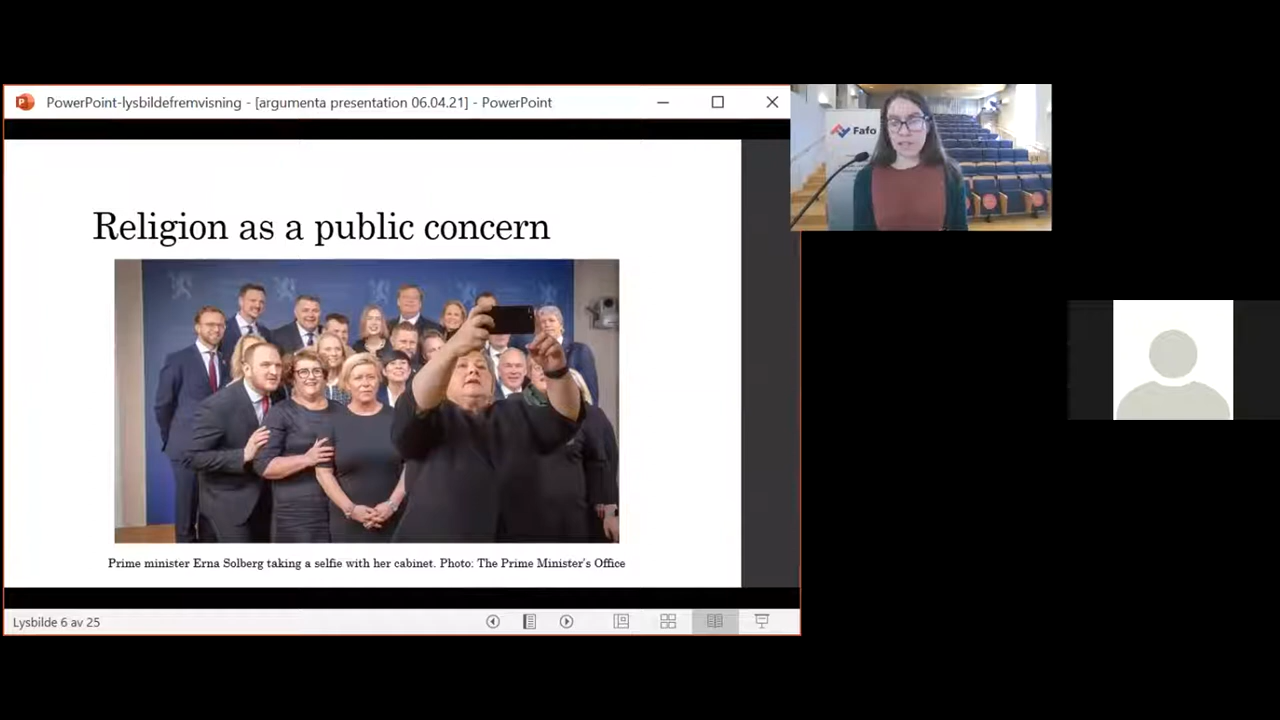 PowerPoint-lysbildefremvisning - [argumenta presentation 06.04.21] - PowerPoint
Fafo
Religion as a public concern
Prime minister Erna Solberg taking a selfie with her cabinet. Photo: The Prime Minister's Office
Lysbilde 6 av 25